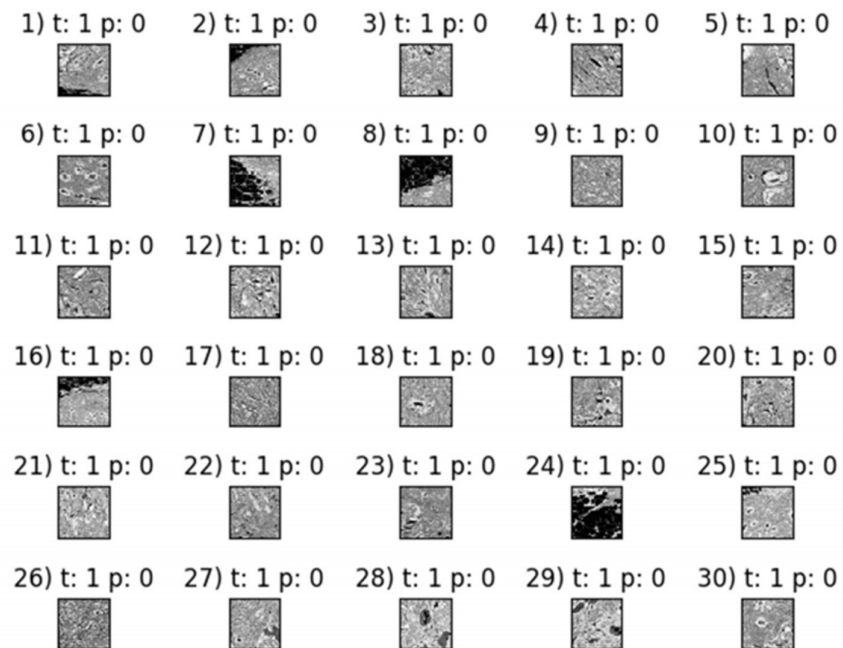 1) t: 1 p: 0 2) t: 1 p: 0 3) t: 1 p: 0 4) t: 1 p: 0 5) t: 1 p: 0
6) t: 1 p: 0 7) t: 1 p: 0 8) t: 1 p: 0 9) t: 1 p: 0 10) t: 1 p: 0
11) t: 1 p: 0 12) t: 1 p: 0 13) t: 1 p: 0 14) t: 1 p: 0 15) t: 1 p: 0
16) t: 1 p: 0 17) t: 1 p: 0 18) t: 1 p: 0 19) t: 1 p: 0 20) t: 1 p: 0
21) t: 1 p: 0 22) t: 1 p: 0 23) t: 1 p: 0 24) t: 1 p: 0 25) t: 1 p: 0
26) t: 1 p: 0 27) t: 1 p: 0 28) t: 1 p: 0 29) t: 1 p: 0 30) t: 1 p: 0